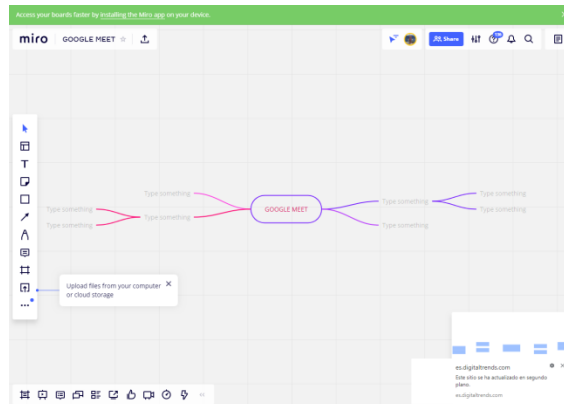 Access your boards faster by installing the Miro app on your device.
miro GOOGLE MEET
Share
Type something
Type something
Type something
Type something
GOOGLE MEET
Type something
Type something
Type something
Type something
Upload files from your computer
or cloud storage
es.digitaltrends.com
Este sitio se ha actualizado en segundo
plano.
es.digitaltrends.com